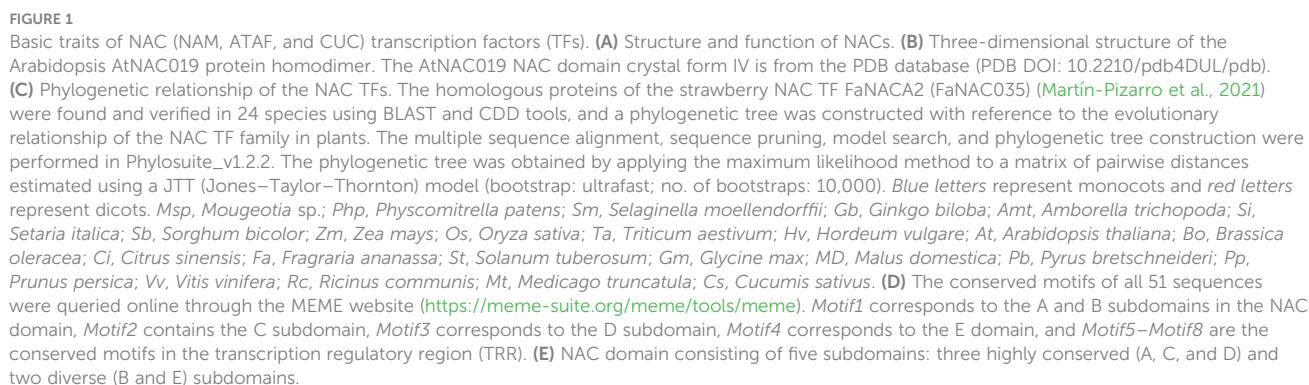 FIGURE 1
Basic traits of NAC (NAM, ATAF, and CUC) transcription factors (TFs). (A) Structure and function of NACs. (B) Three-dimensional structure of the
Arabidopsis AtNAC019 protein homodimer. The AtNAC019 NAC domain crystal form IV is from the PDB database (PDB DOI: 10.2210/pdb4DUL/pdb).
(C) Phylogenetic relationship of the NAC TFs. The homologous proteins of the strawberry NAC TF FaNACA2 (FaNAC035) (Martín-Pizarro et al., 2021)
were found and verified in 24 species using BLAST and CDD tools, and a phylogenetic tree was constructed with reference to the evolutionary
relationship of the NAC TF family in plants. The multiple sequence alignment, sequence pruning, model search, and phylogenetic tree construction were
performed in Phylosuite_v1.2.2. The phylogenetic tree was obtained by applying the maximum likelihood method to a matrix of pairwise distances
estimated using a JTT (Jones–Taylor–Thornton) model (bootstrap: ultrafast; no. of bootstraps: 10,000). Blue letters represent monocots and red letters
represent dicots. Msp, Mougeotia sp.; Php, Physcomitrella patens; Sm, Selaginella moellendorffii; Gb, Ginkgo biloba; Amt, Amborella trichopoda; Si,
Setaria italica; Sb, Sorghum bicolor; Zm, Zea mays; Os, Oryza sativa; Ta, Triticum aestivum; Hv, Hordeum vulgare; At, Arabidopsis thaliana; Bo, Brassica
oleracea; Ci, Citrus sinensis; Fa, Fragraria ananassa; St, Solanum tuberosum; Gm, Glycine max; MD, Malus domestica; Pb, Pyrus bretschneideri; Pp,
Prunus persica; Vv, Vitis vinifera; Rc, Ricinus communis; Mt, Medicago truncatula; Cs, Cucumis sativus. (D) The conserved motifs of all 51 sequences
were queried online through the MEME website (https://meme-suite.org/meme/tools/meme). Motif1 corresponds to the A and B subdomains in the NAC
domain, Motif2 contains the C subdomain, Motif3 corresponds to the D subdomain, Motif4 corresponds to the E domain, and Motif5–Motif8 are the
conserved motifs in the transcription regulatory region (TRR). (E) NAC domain consisting of five subdomains: three highly conserved (A, C, and D) and
two diverse (B and E) subdomains.